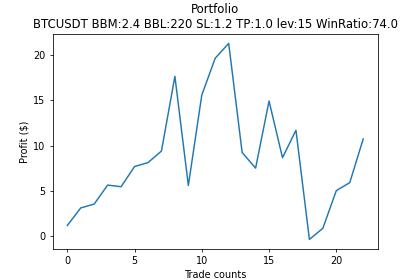 Portfolio
BTCUSDT BBM:2.4 BBL:220 SL:1.2 TP:1.0 lev:15 WinRatio:74.0
20
15
10
5
0
Profit ($)
0 5 10 15 20
Trade counts